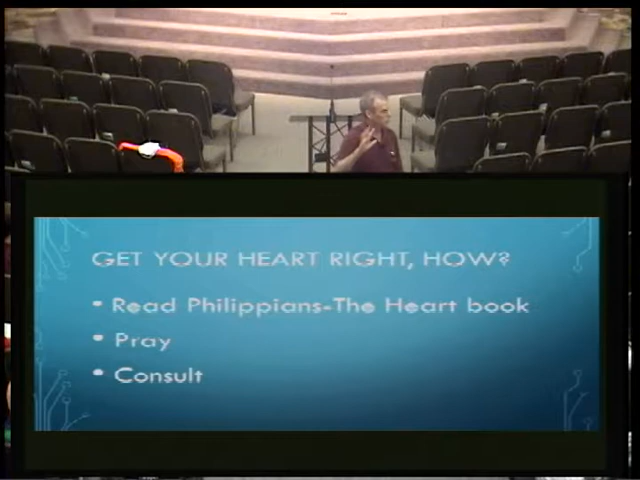 GET YOUR HEART RIGHT, HOW?
• Read Philippians-The Heart book
• Pray
• Consult